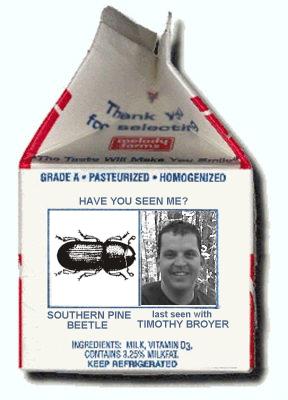 Thank
for selecting
melody
farms
The Taste Will Make You Smile
GRADE A • PASTEURIZED • HOMOGENIZED
HAVE YOU SEEN ME?
SOUTHERN PINE
BEETLE
last seen with
TIMOTHY BROYER
INGREDIENTS: MILK, VITAMIN D3,
CONTAINS 3.25% MILKFAT.
KEEP REFRIGERATED